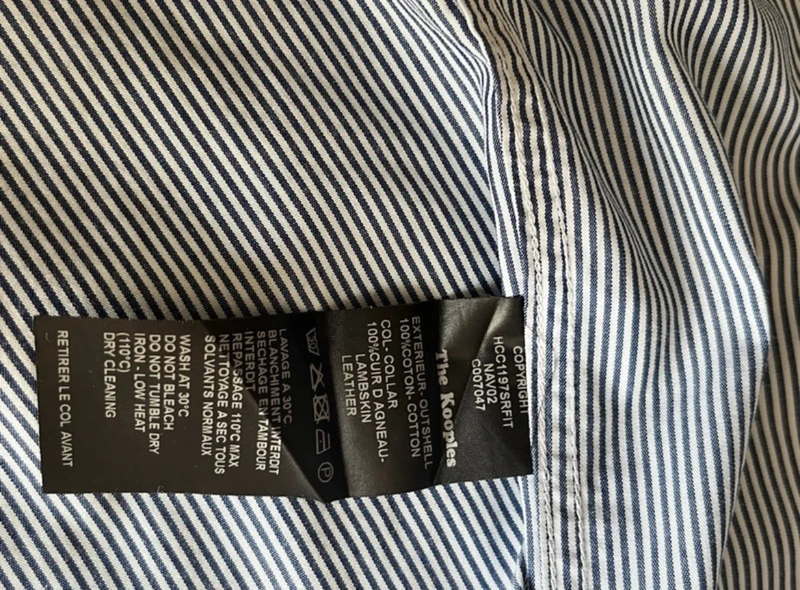 COPYRIGHT
HCC1197SRFIT
NAV02
C007047
The Kooples
EXTERIEUR- OUTSHELL
100%COTON- COTTON
COL- COLLAR
100%CUIR D AGNEAU-
LAMBSKIN
LEATHER
LAVAGE A 30°C
BLANCHIMENT INTERDIT
SECHAGE EN TAMBOUR
INTERDIT
REPASSAGE 110°C MAX
NETTOYAGE A SEC TOUS
SOLVANTS NORMAUX
WASH AT 30°C
DO NOT BLEACH
DO NOT TUMBLE DRY
IRON - LOW HEAT
(110°C)
DRY CLEANING
RETIRER LE COL AVANT